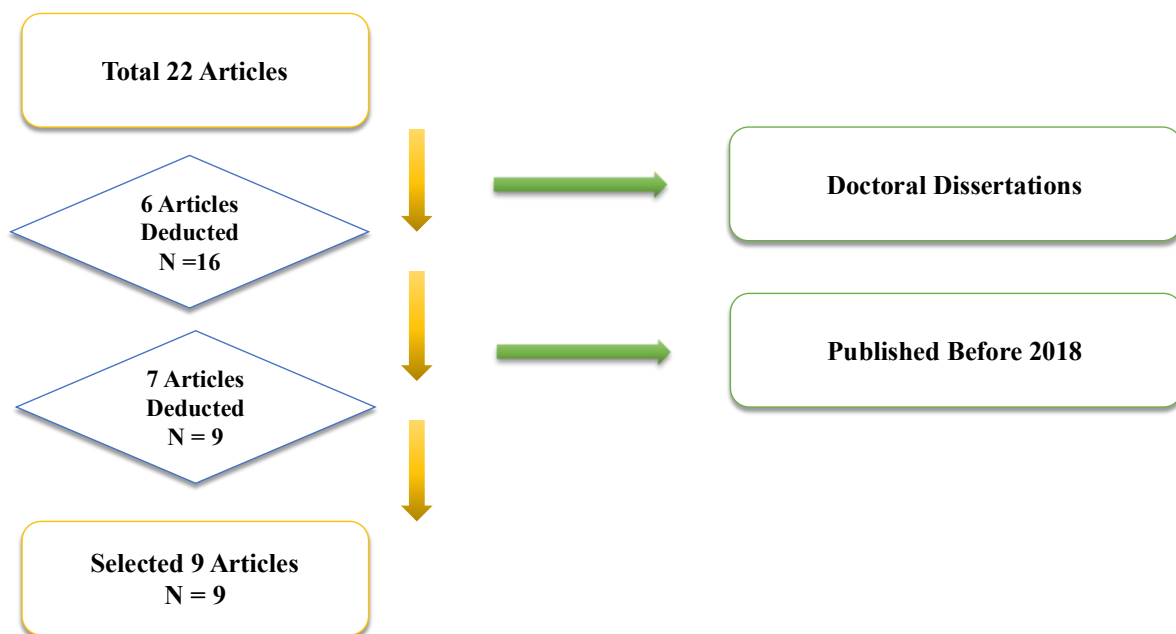 Total 22 Articles
6 Articles
Deducted
N =16
Doctoral Dissertations
7 Articles
Deducted
N = 9
Published Before 2018
Selected 9 Articles
N = 9